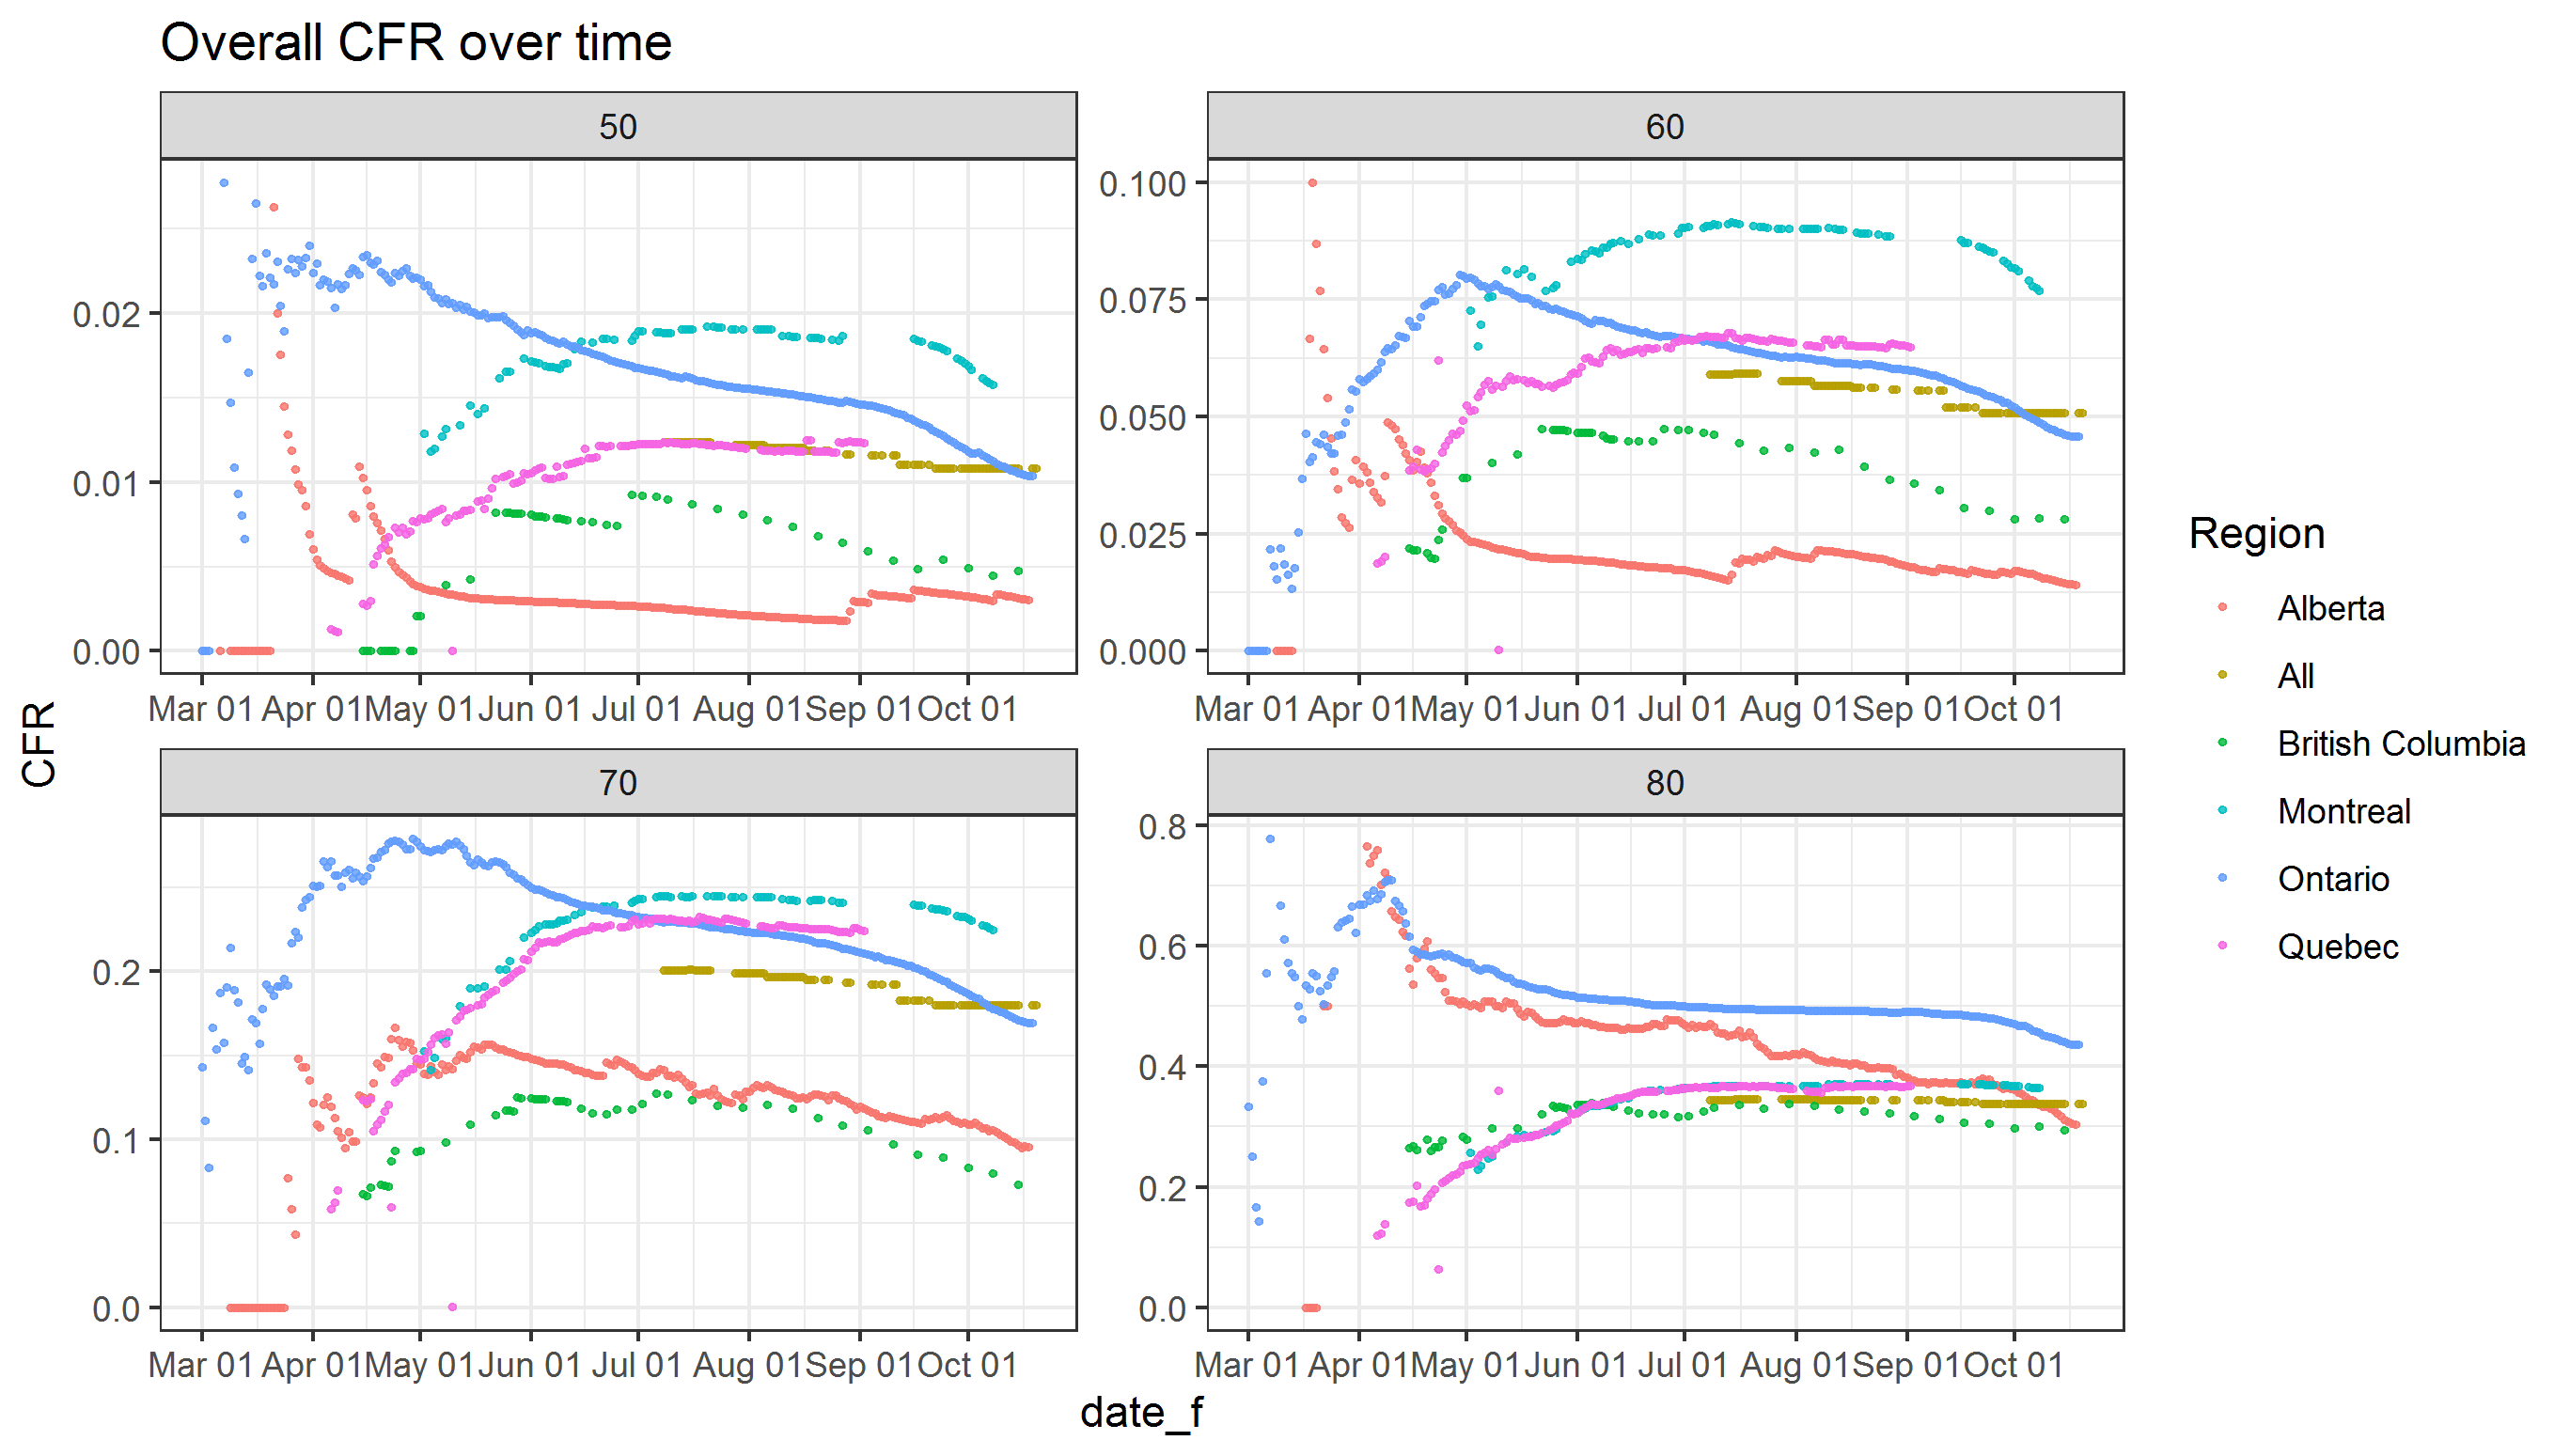 Overall CFR over time
50
60
0.02
0.01
0.00
0.100
0.075
0.050
0.025
0.000
Mar 01 Apr 01 May 01 Jun 01 Jul 01 Aug 01 Sep 01 Oct 01
Mar 01 Apr 01 May 01 Jun 01 Jul 01 Aug 01 Sep 01 Oct 01
CFR
70
80
0.2
0.1
0.0
0.8
0.6
0.4
0.2
0.0
Mar 01 Apr 01 May 01 Jun 01 Jul 01 Aug 01 Sep 01 Oct 01
Mar 01 Apr 01 May 01 Jun 01 Jul 01 Aug 01 Sep 01 Oct 01
date_f
Region
Alberta
All
British Columbia
Montreal
Ontario
Quebec